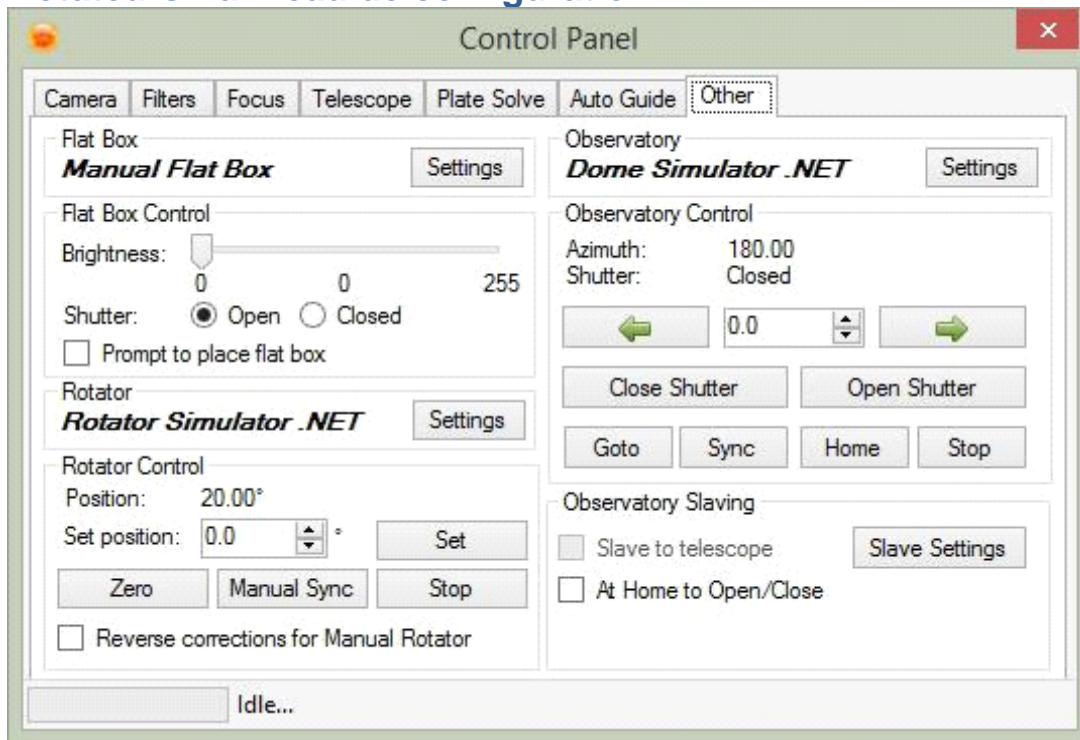 Control Panel
Camera Filters Focus Telescope Plate Solve Auto Guide Other
Flat Box
Manual Flat Box Settings
Flat Box Control
Brightness:
0 0 255
Shutter: Open Closed
Prompt to place flat box
Rotator
Rotator Simulator .NET Settings
Rotator Control
Position: 20.00°
Set position: 0.0 ° Set
Zero Manual Sync Stop
Reverse corrections for Manual Rotator
Observatory
Dome Simulator .NET Settings
Observatory Control
Azimuth: 180.00
Shutter: Closed
0.0
Close Shutter Open Shutter
Goto Sync Home Stop
Observatory Slaving
Slave to telescope Slave Settings
At Home to Open/Close
Idle...